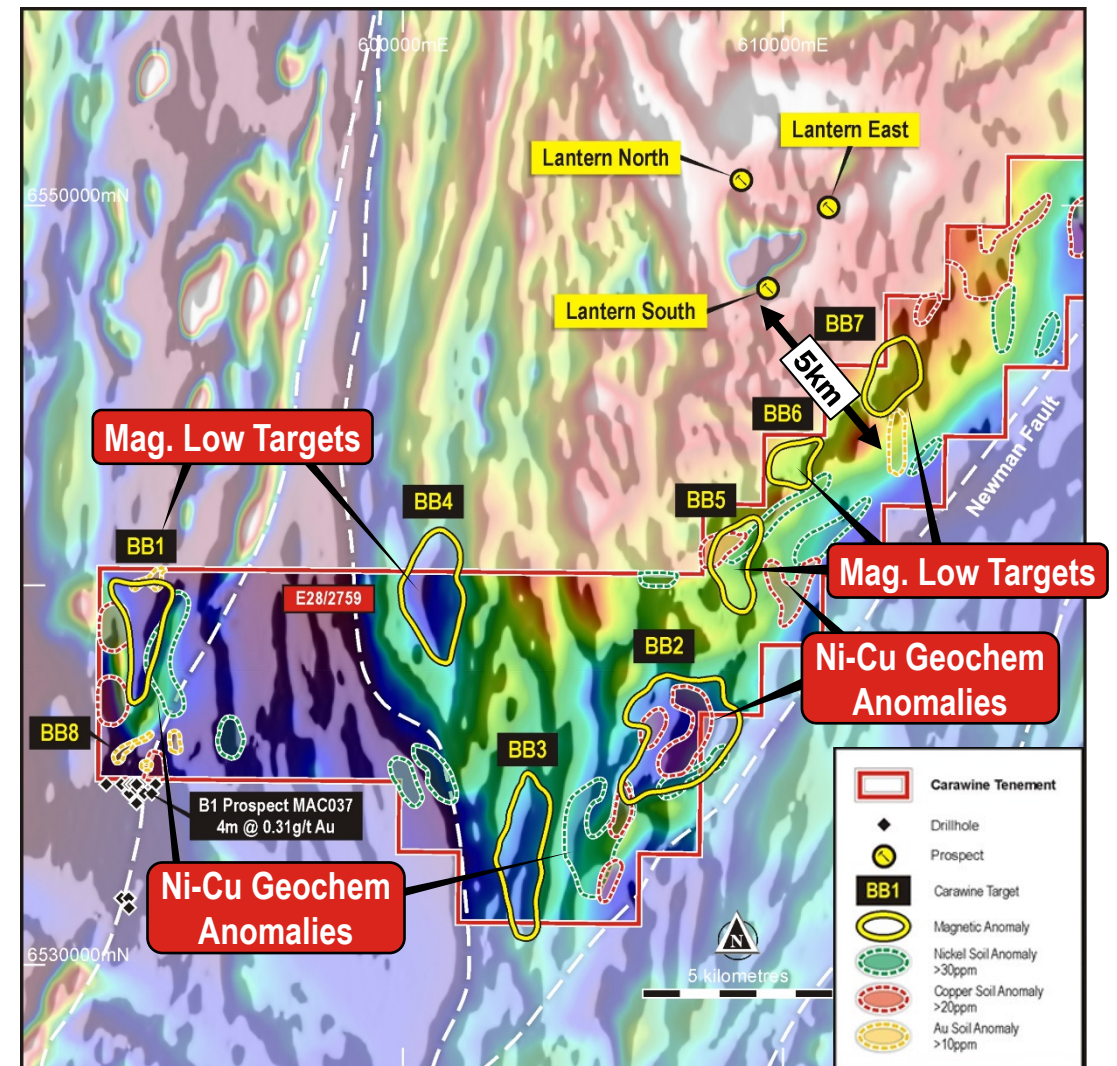 600000mE
610000mE
Lantern East
Lantern North
6550000mN
Lantern South
BB7
5km
BB6
Mag. Low Targets
Newman Fault
BB4
BB5
BB1
Mag. Low Targets
E28/2759
BB2
Ni-Cu Geochem
Anomalies
BB8
BB3
B1 Prospect MAC037
4m @ 0.31g/t Au
Ni-Cu Geochem
Anomalies
6530000mN
N
5 kilometres
Carawine Tenement
Drillhole
Prospect
BB1
Carawine Target
Magnetic Anomaly
Nickel Soil Anomaly
>30ppm
Copper Soil Anomaly
>20ppm
Au Soil Anomaly
>10ppm